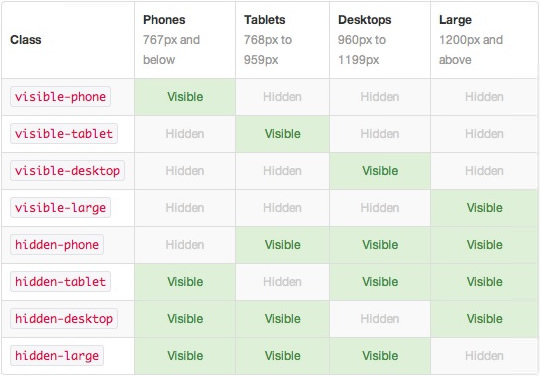 Class Phones 767px and below Tablets 768px to 959px Desktops 960px to 1199px Large 1200px and above
visible-phone Visible Hidden Hidden Hidden
visible-tablet Hidden Visible Hidden Hidden
visible-desktop Hidden Hidden Visible Hidden
visible-large Hidden Hidden Hidden Visible
hidden-phone Hidden Visible Visible Visible
hidden-tablet Visible Hidden Visible Visible
hidden-desktop Visible Visible Hidden Visible
hidden-large Visible Visible Visible Hidden